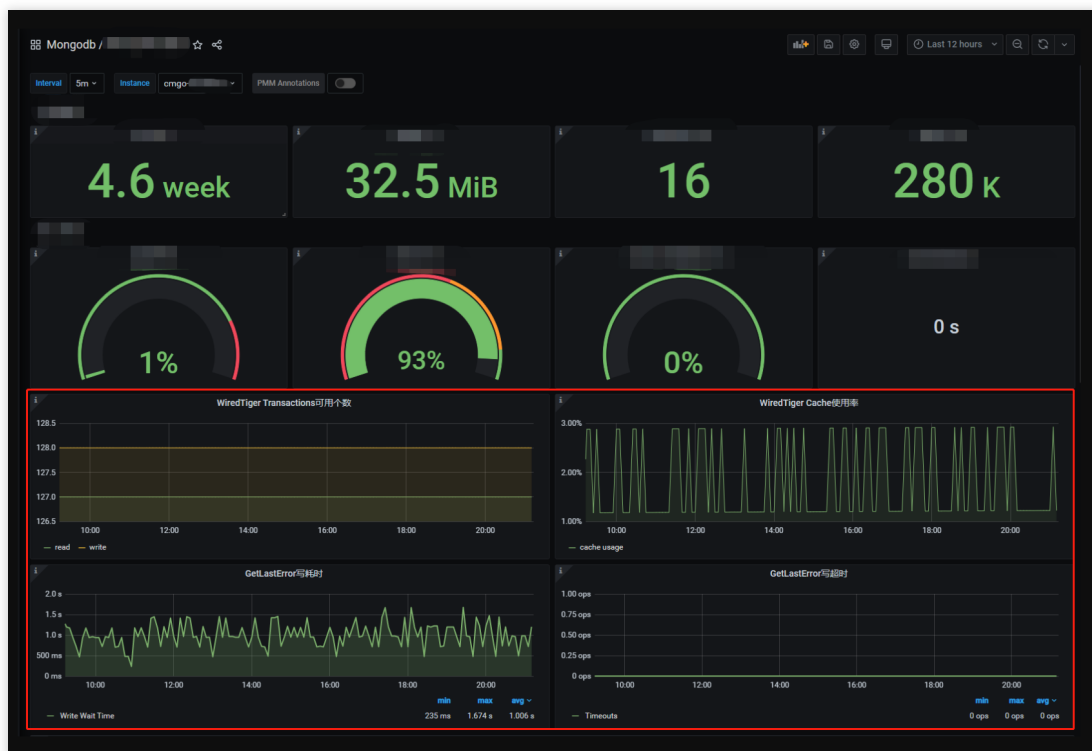 Mongodb /
Last 12 hours
Interval 5m Instance cmgo- PMM Annotations
4.6 week 32.5 MiB 16 280 K
1% 93% 0% 0 s
WiredTiger Transactions可用个数
128.5
128.0
127.5
127.0
126.5
10:00 12:00 14:00 16:00 18:00 20:00
read write
WiredTiger Cache使用率
3.00%
2.00%
1.00%
10:00 12:00 14:00 16:00 18:00 20:00
cache usage
GetLastError写耗时
2.0 s
1.5 s
1.0 s
500 ms
0 ms
10:00 12:00 14:00 16:00 18:00 20:00
min max avg
Write Wait Time 235 ms 1.674 s 1.006 s
GetLastError写超时
1.00 ops
0.75 ops
0.50 ops
0.25 ops
0 ops
10:00 12:00 14:00 16:00 18:00 20:00
min max avg
Timeouts 0 ops 0 ops 0 ops